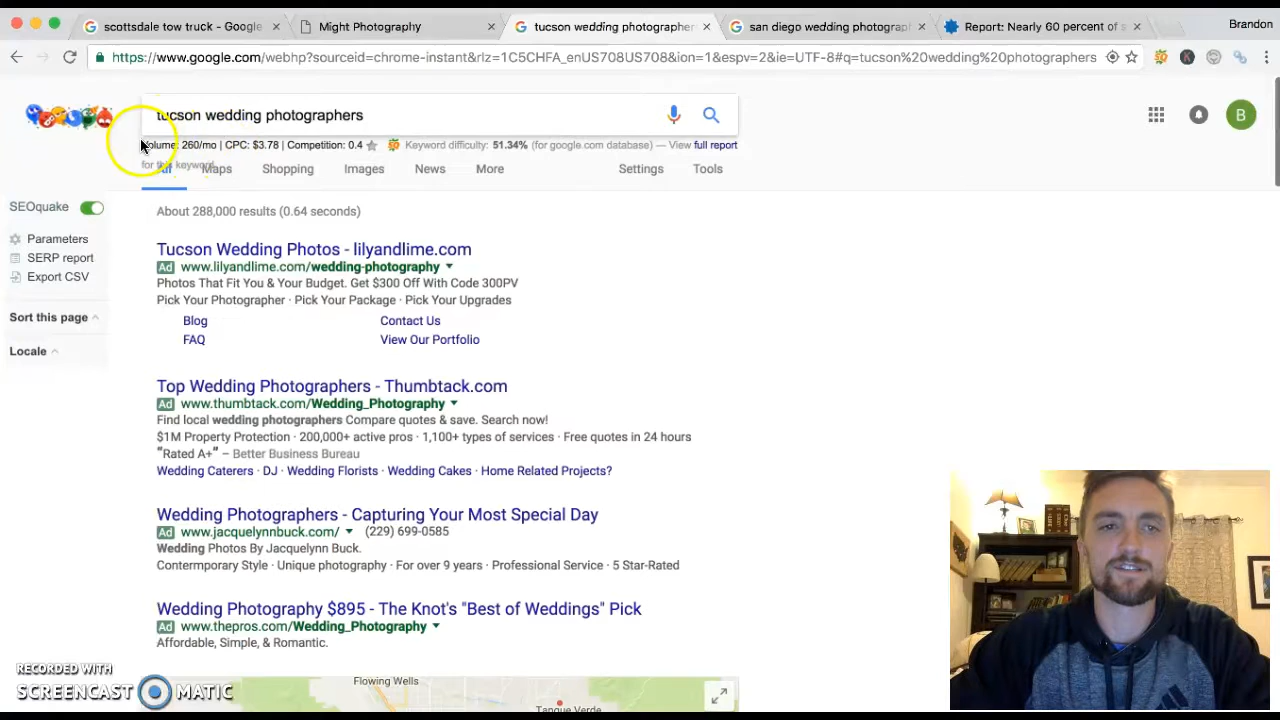 scottsdale tow truck - Google
Might Photography
tucson wedding photographers
san diego wedding photograph
Report: Nearly 60 percent of s
Brandon
https://www.google.com/webhp?sourceid=chrome-instant&rlz=1C5CHFA_enUS708US708&ion=1&espv=2&ie=UTF-8#q=tucson%20wedding%20photographers
tucson wedding photographers
B
Volume: 260/mo | CPC: $3.78 | Competition: 0.4
Keyword difficulty: 51.34% (for google.com database) — View full report
for this keyword
All Maps Shopping Images News More Settings Tools
SEOquake
Parameters
SERP report
Export CSV
Sort this page
Locale
About 288,000 results (0.64 seconds)
Tucson Wedding Photos - lilyandlime.com
Ad www.lilyandlime.com/wedding-photography
Photos That Fit You & Your Budget. Get $300 Off With Code 300PV
Pick Your Photographer · Pick Your Package · Pick Your Upgrades
Blog Contact Us
FAQ View Our Portfolio
Top Wedding Photographers - Thumbtack.com
Ad www.thumbtack.com/Wedding_Photography
Find local wedding photographers Compare quotes & save. Search now!
$1M Property Protection · 200,000+ active pros · 1,100+ types of services · Free quotes in 24 hours
"Rated A+" – Better Business Bureau
Wedding Caterers · DJ · Wedding Florists · Wedding Cakes · Home Related Projects?
Wedding Photographers - Capturing Your Most Special Day
Ad www.jacquelynnbuck.com/ (229) 699-0585
Wedding Photos By Jacquelynn Buck.
Contermporary Style · Unique photography · For over 9 years · Professional Service · 5 Star-Rated
Wedding Photography $895 - The Knot's "Best of Weddings" Pick
Ad www.thepros.com/Wedding_Photography
Affordable, Simple, & Romantic.
Flowing Wells
Tanque Verde
RECORDED WITH
SCREENCAST MATIC